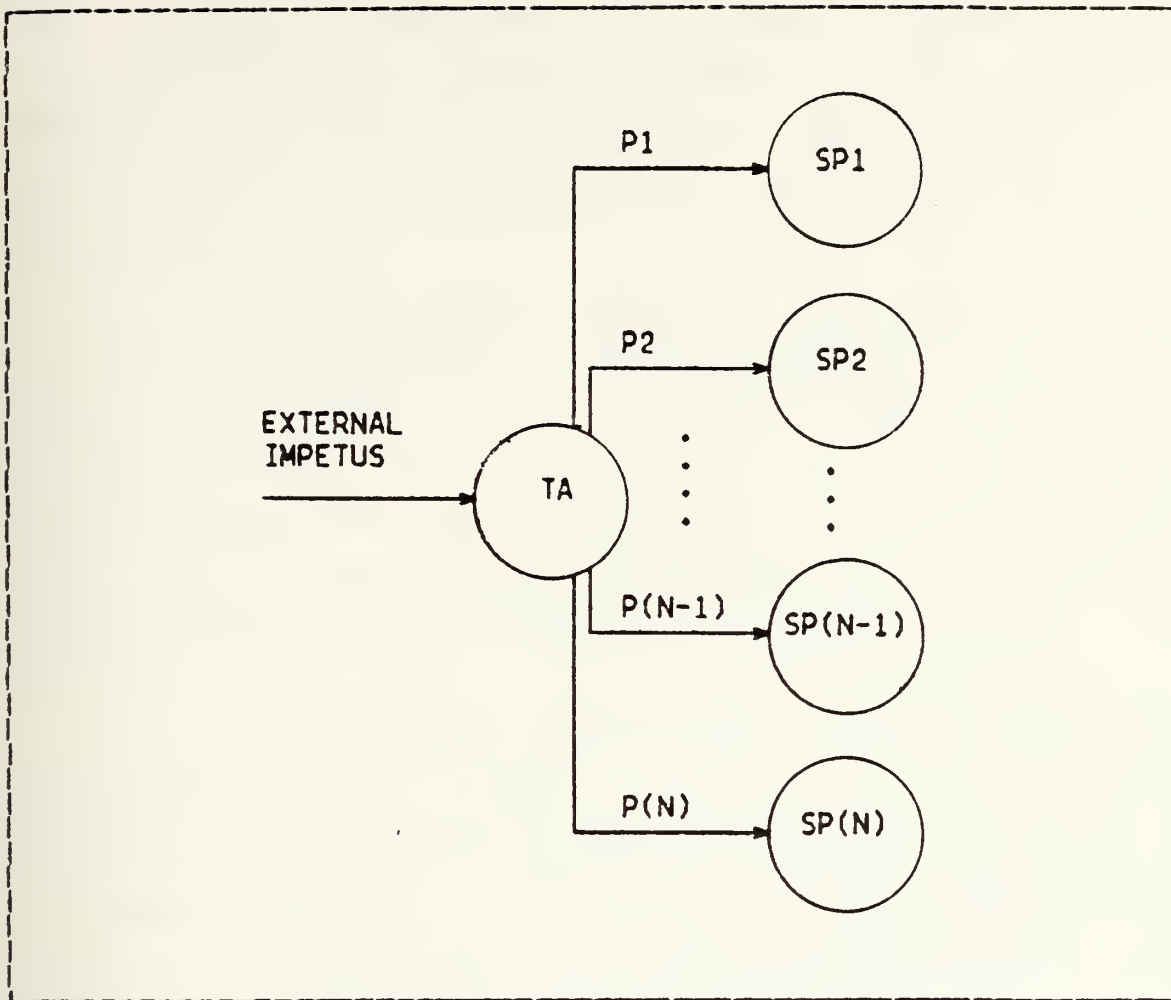 P1
SP1
P2
SP2
EXTERNAL
IMPETUS
TA
P(N-1)
SP(N-1)
P(N)
SP(N)